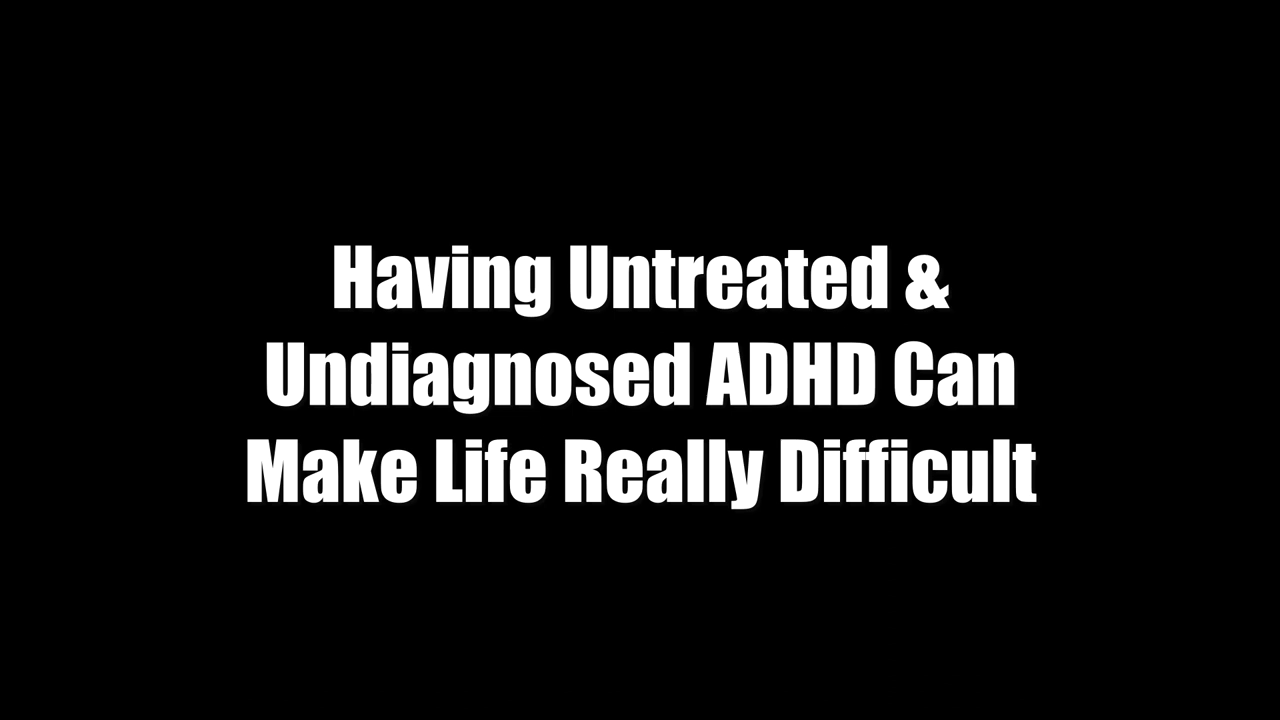 Having Untreated &
Undiagnosed ADHD Can
Make Life Really Difficult